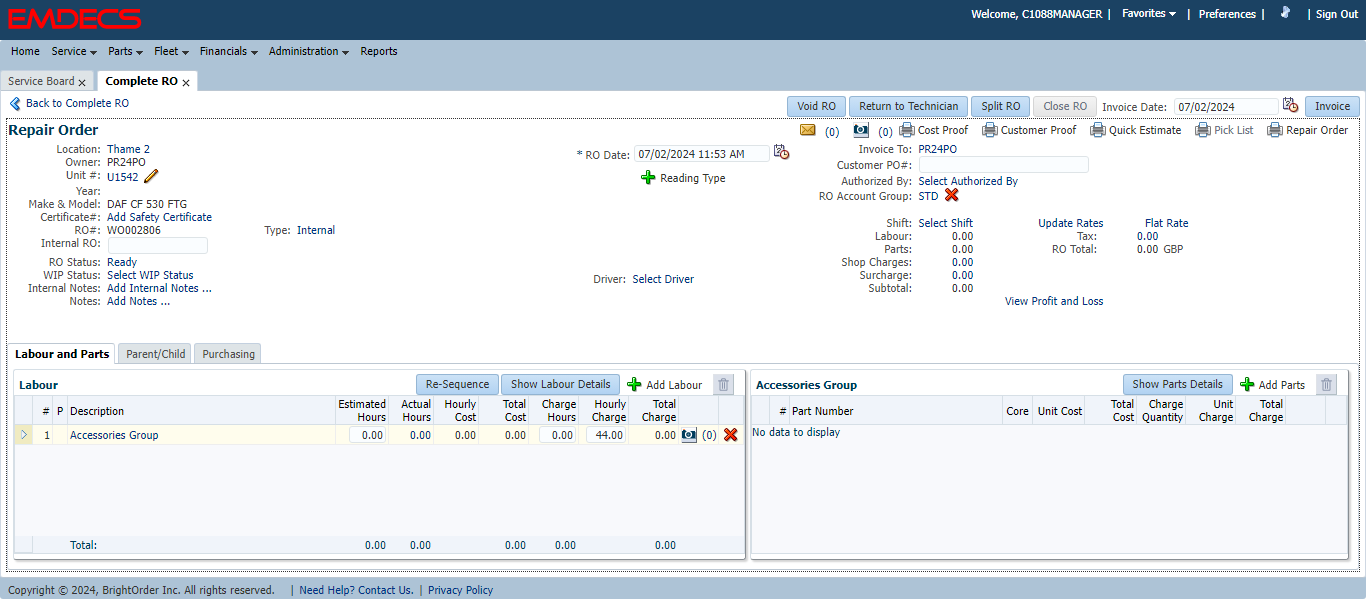 EMDECS
Welcome, C1088MANAGER | Favorites | Preferences | | Sign Out
Home Service Parts Fleet Financials Administration Reports
Service Board x Complete RO x
Back to Complete RO
Void RO Return to Technician Split RO Close RO Invoice Date: 07/02/2024 Invoice
Repair Order
(0) (0) Cost Proof Customer Proof Quick Estimate Pick List Repair Order
Location: Thame 2
Owner: PR24PO
Unit #: U1542
Year:
Make & Model: DAF CF 530 FTG
Certificate#: Add Safety Certificate
RO#: WO002806 Type: Internal
Internal RO:
RO Status: Ready
WIP Status: Select WIP Status
Internal Notes: Add Internal Notes ...
Notes: Add Notes ...
* RO Date: 07/02/2024 11:53 AM
Reading Type
Driver: Select Driver
Invoice To: PR24PO
Customer PO#:
Authorized By: Select Authorized By
RO Account Group: STD
Shift: Select Shift Update Rates Flat Rate
Labour: 0.00 Tax: 0.00
Parts: 0.00 RO Total: 0.00 GBP
Shop Charges: 0.00
Surcharge: 0.00
Subtotal: 0.00
View Profit and Loss
Labour and Parts Parent/Child Purchasing
Labour Re-Sequence Show Labour Details Add Labour
# P Description Estimated Hours Actual Hours Hourly Cost Total Cost Charge Hours Hourly Charge Total Charge
1 Accessories Group 0.00 0.00 0.00 0.00 0.00 44.00 0.00 (0)
Total: 0.00 0.00 0.00 0.00 0.00
Accessories Group Show Parts Details Add Parts
# Part Number Core Unit Cost Total Cost Charge Quantity Unit Charge Total Charge
No data to display
Copyright © 2024, BrightOrder Inc. All rights reserved. | Need Help? Contact Us. | Privacy Policy